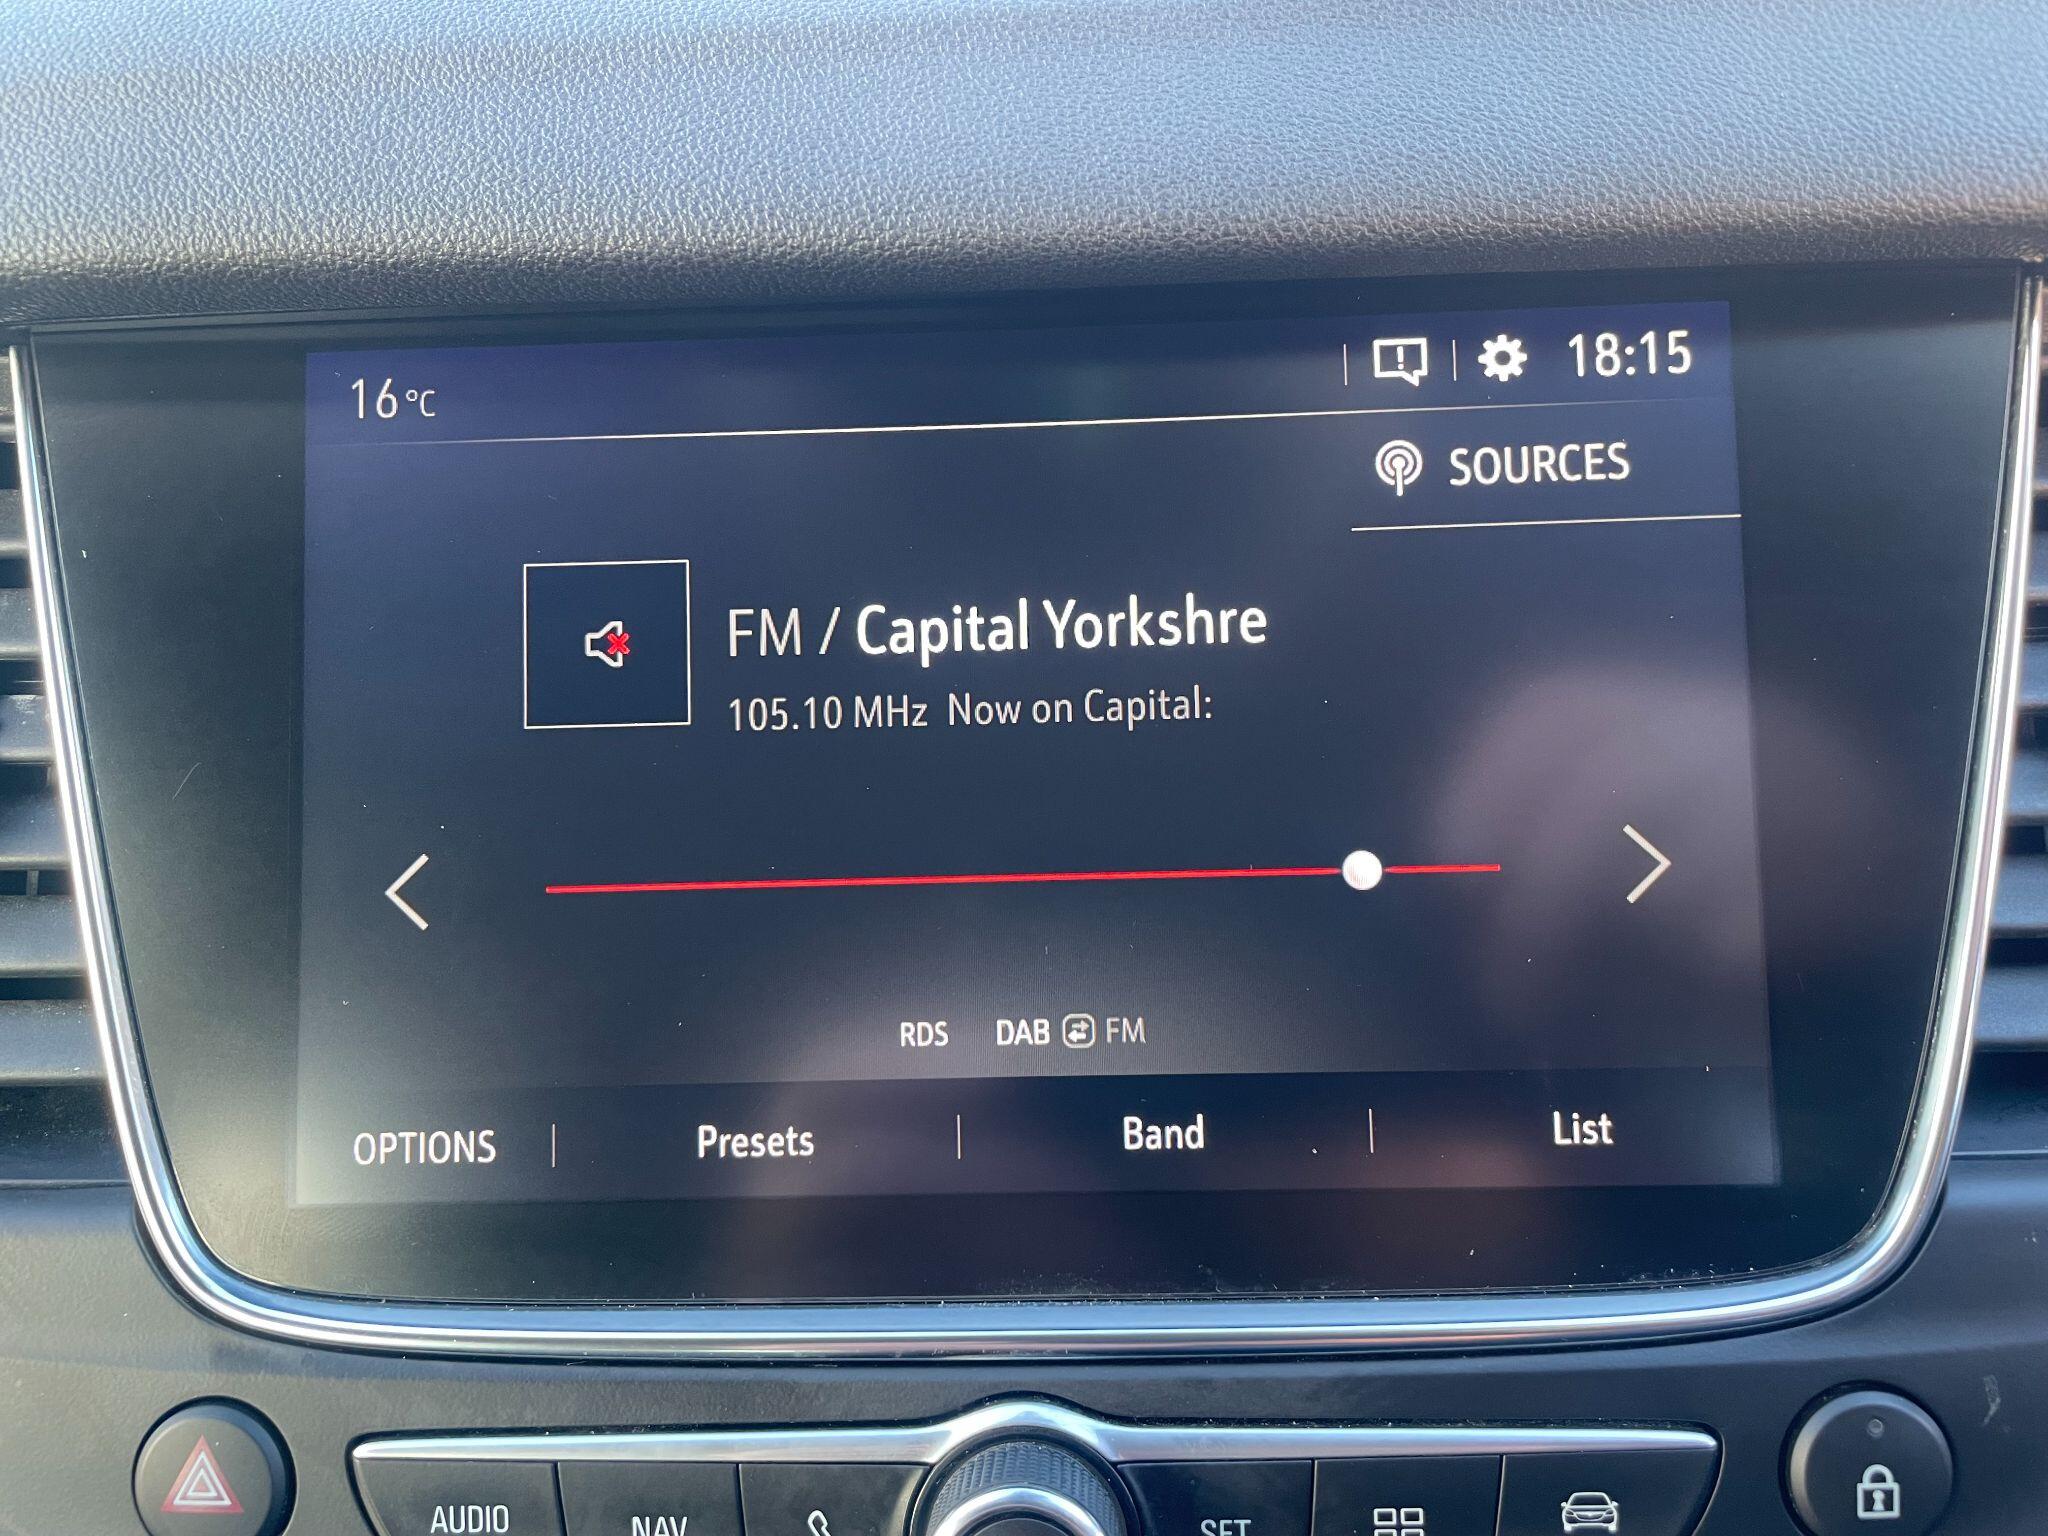 16 °C
18:15
SOURCES
FM / Capital Yorkshre
105.10 MHz Now on Capital:
RDS DAB FM
OPTIONS Presets Band List
AUDIO NAV SET